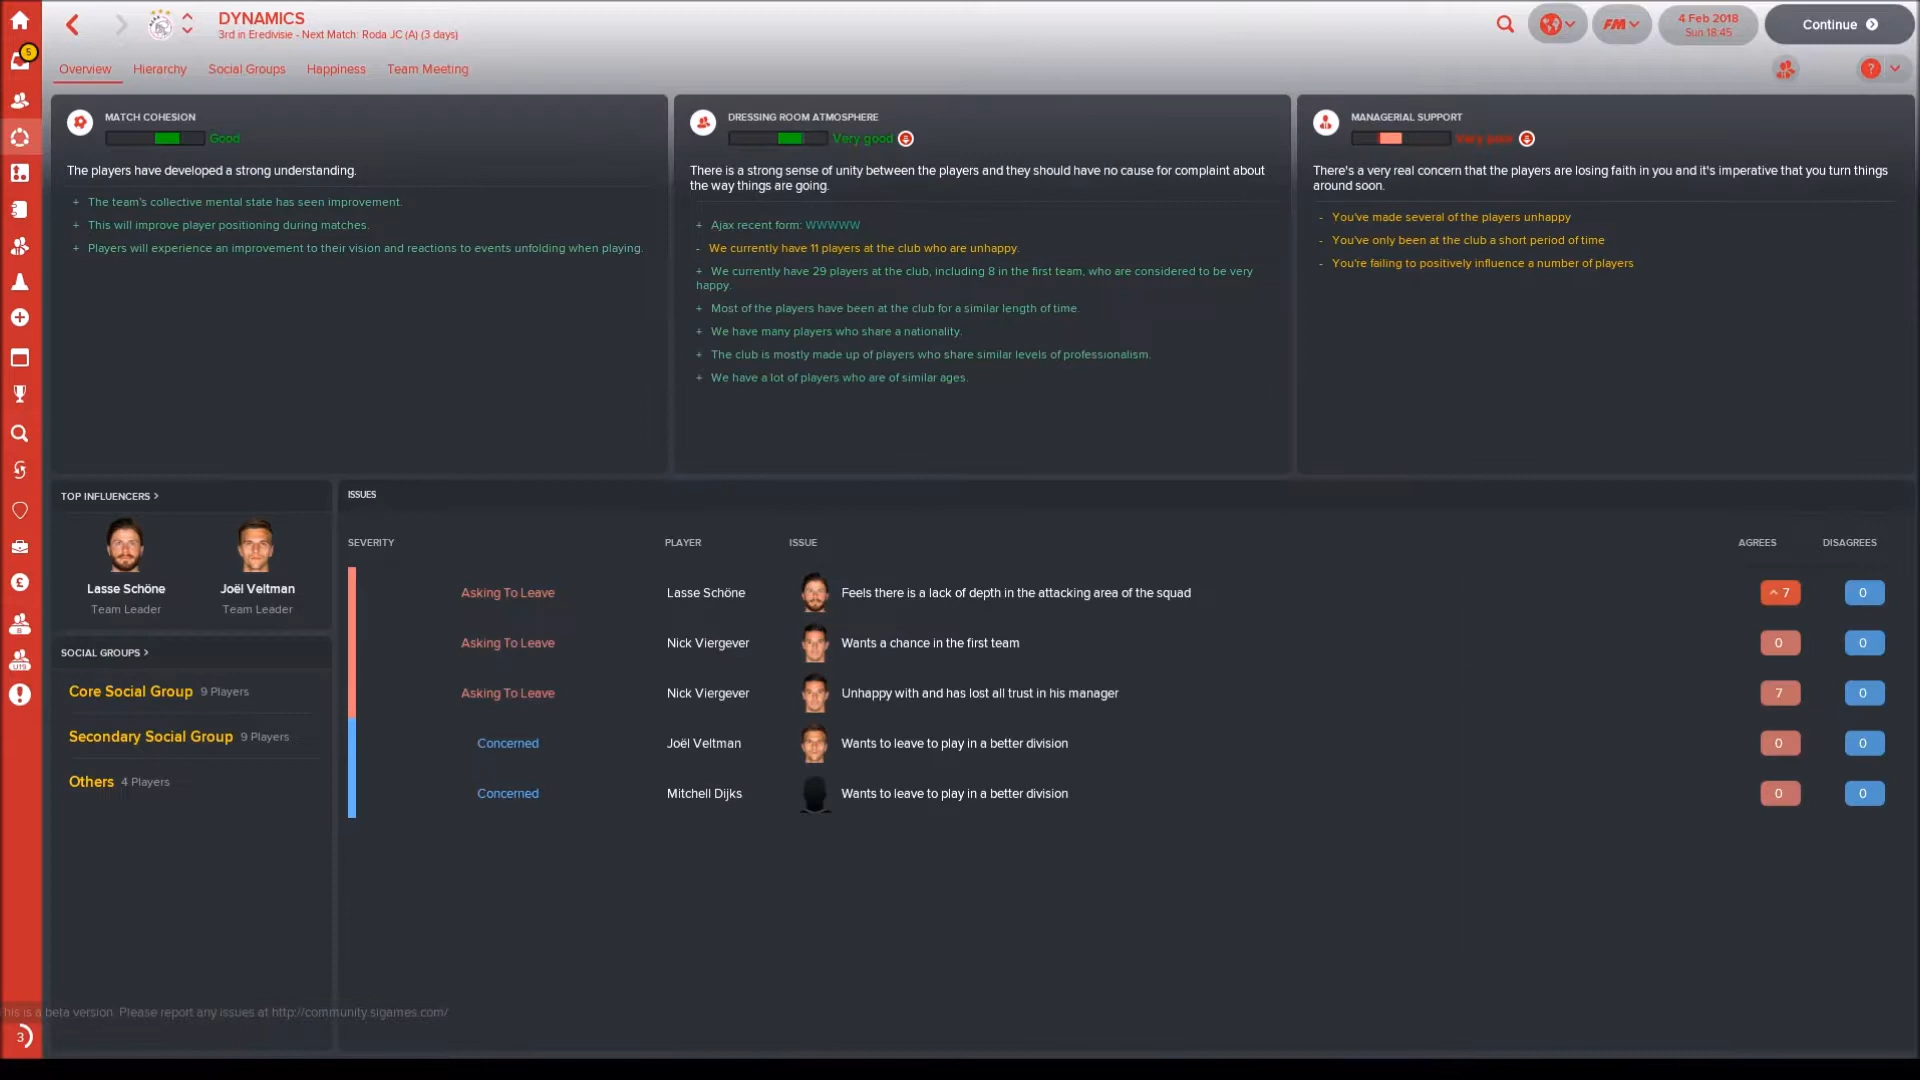 DYNAMICS
3rd in Eredivisie - Next Match: Roda JC (A) (3 days)
FM
4 Feb 2018
Sun 18:45
Continue
5
Overview
Hierarchy
Social Groups
Happiness
Team Meeting
?
MATCH COHESION
Good
The players have developed a strong understanding.
+ The team's collective mental state has seen improvement.
+ This will improve player positioning during matches.
+ Players will experience an improvement to their vision and reactions to events unfolding when playing.
DRESSING ROOM ATMOSPHERE
Very good
There is a strong sense of unity between the players and they should have no cause for complaint about
the way things are going.
+ Ajax recent form: WWWWW
- We currently have 11 players at the club who are unhappy.
+ We currently have 29 players at the club, including 8 in the first team, who are considered to be very
happy.
+ Most of the players have been at the club for a similar length of time.
+ We have many players who share a nationality.
+ The club is mostly made up of players who share similar levels of professionalism.
+ We have a lot of players who are of similar ages.
MANAGERIAL SUPPORT
Very poor
There's a very real concern that the players are losing faith in you and it's imperative that you turn things
around soon.
- You've made several of the players unhappy
- You've only been at the club a short period of time
- You're failing to positively influence a number of players
TOP INFLUENCERS >
Lasse Schöne
Team Leader
Joël Veltman
Team Leader
SOCIAL GROUPS >
Core Social Group 9 Players
Secondary Social Group 9 Players
Others 4 Players
ISSUES
SEVERITY PLAYER ISSUE AGREES DISAGREES
Asking To Leave Lasse Schöne Feels there is a lack of depth in the attacking area of the squad 7 0
Asking To Leave Nick Viergever Wants a chance in the first team 0 0
Asking To Leave Nick Viergever Unhappy with and has lost all trust in his manager 7 0
Concerned Joël Veltman Wants to leave to play in a better division 0 0
Concerned Mitchell Dijks Wants to leave to play in a better division 0 0
B
U19
This is a beta version. Please report any issues at http://community.sigames.com/
3